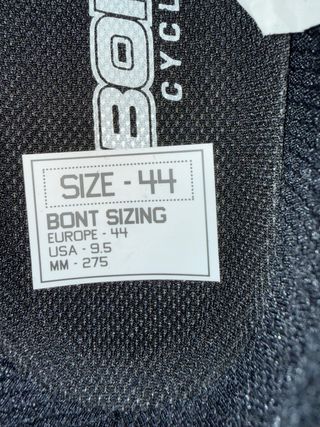 SIZE - 44
BONT SIZING
EUROPE - 44
USA - 9.5
MM - 275